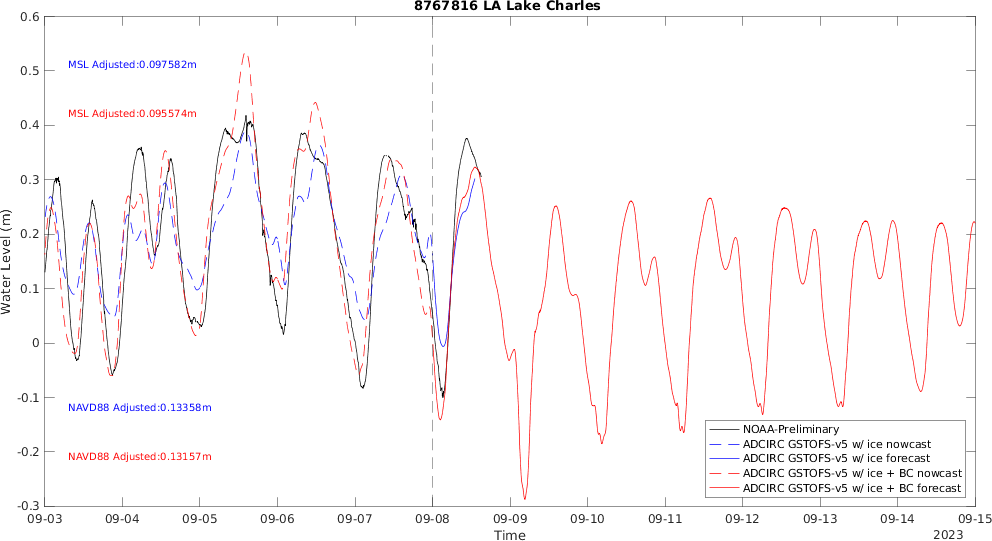 8767816 LA Lake Charles
0.6
0.5
0.4
0.3
0.2
0.1
0
-0.1
-0.2
-0.3
Water Level (m)
MSL Adjusted:0.097582m
MSL Adjusted:0.095574m
NAVD88 Adjusted:0.13358m
NAVD88 Adjusted:0.13157m
NOAA-Preliminary
ADCIRC GSTOFS-v5 w/ ice nowcast
ADCIRC GSTOFS-v5 w/ ice forecast
ADCIRC GSTOFS-v5 w/ ice + BC nowcast
ADCIRC GSTOFS-v5 w/ ice + BC forecast
09-03 09-04 09-05 09-06 09-07 09-08 09-09 09-10 09-11 09-12 09-13 09-14 09-15
Time
2023